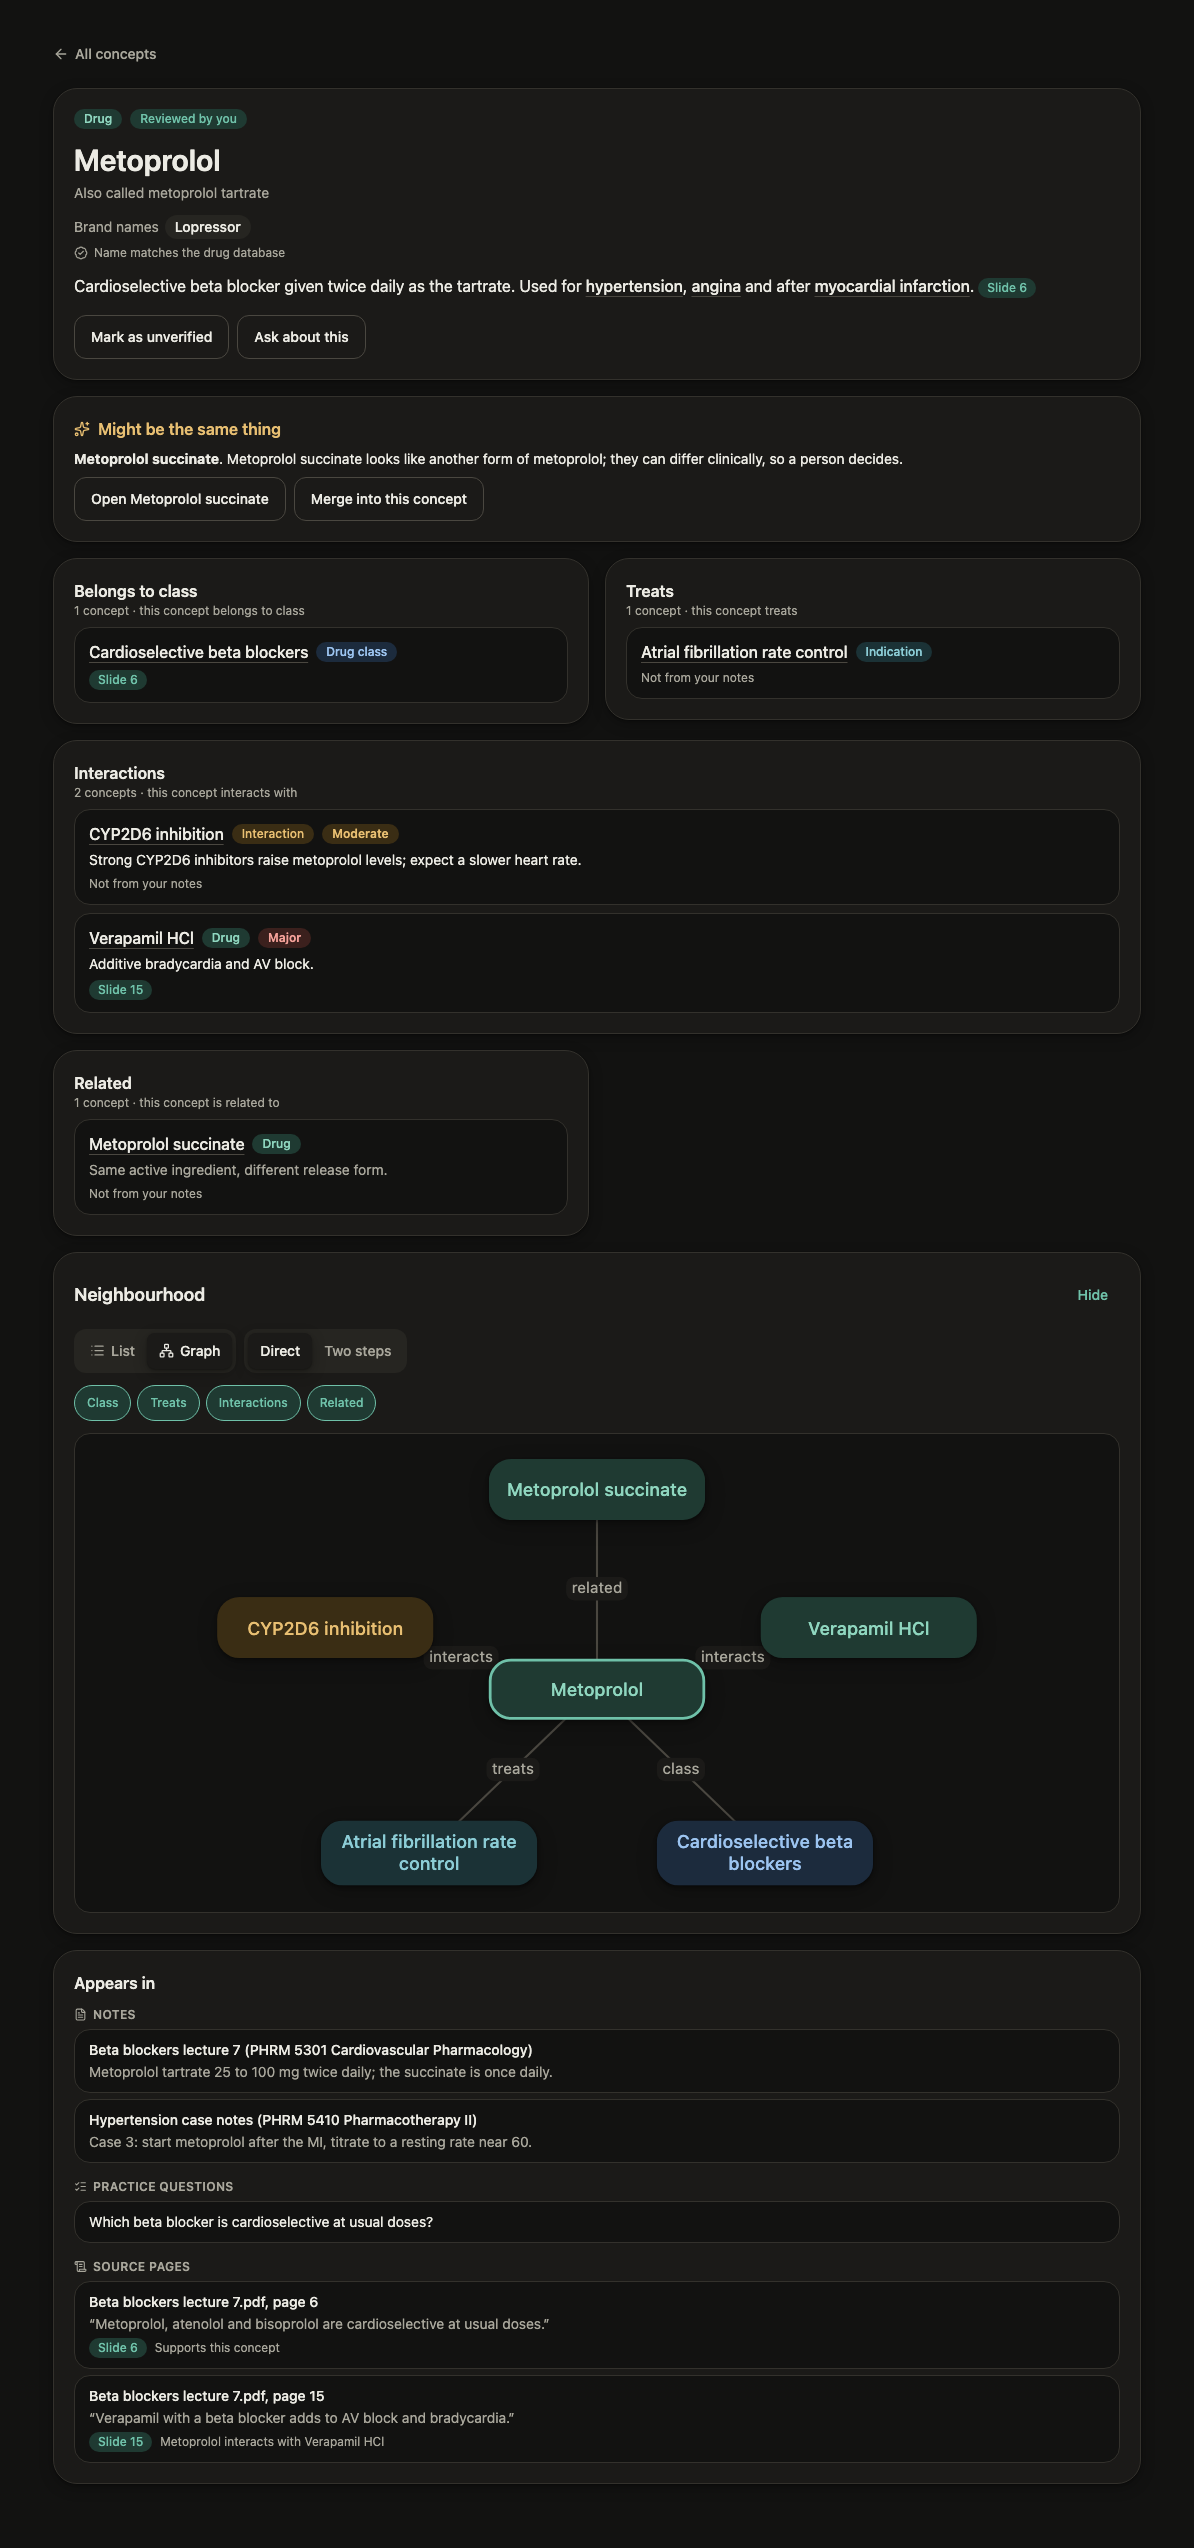 All concepts
Drug Reviewed by you
Metoprolol
Also called metoprolol tartrate
Brand names Lopressor
Name matches the drug database
Cardioselective beta blocker given twice daily as the tartrate. Used for hypertension, angina and after myocardial infarction. Slide 6
Mark as unverified Ask about this
Might be the same thing
Metoprolol succinate. Metoprolol succinate looks like another form of metoprolol; they can differ clinically, so a person decides.
Open Metoprolol succinate Merge into this concept
Belongs to class
1 concept · this concept belongs to class
Cardioselective beta blockers Drug class
Slide 6
Treats
1 concept · this concept treats
Atrial fibrillation rate control Indication
Not from your notes
Interactions
2 concepts · this concept interacts with
CYP2D6 inhibition Interaction Moderate
Strong CYP2D6 inhibitors raise metoprolol levels; expect a slower heart rate.
Not from your notes
Verapamil HCl Drug Major
Additive bradycardia and AV block.
Slide 15
Related
1 concept · this concept is related to
Metoprolol succinate Drug
Same active ingredient, different release form.
Not from your notes
Neighbourhood Hide
List Graph Direct Two steps
Class Treats Interactions Related
Metoprolol succinate
related
CYP2D6 inhibition Verapamil HCl
interacts interacts
Metoprolol
treats class
Atrial fibrillation rate
control
Cardioselective beta
blockers
Appears in
NOTES
Beta blockers lecture 7 (PHRM 5301 Cardiovascular Pharmacology)
Metoprolol tartrate 25 to 100 mg twice daily; the succinate is once daily.
Hypertension case notes (PHRM 5410 Pharmacotherapy II)
Case 3: start metoprolol after the MI, titrate to a resting rate near 60.
PRACTICE QUESTIONS
Which beta blocker is cardioselective at usual doses?
SOURCE PAGES
Beta blockers lecture 7.pdf, page 6
“Metoprolol, atenolol and bisoprolol are cardioselective at usual doses.”
Slide 6 Supports this concept
Beta blockers lecture 7.pdf, page 15
“Verapamil with a beta blocker adds to AV block and bradycardia.”
Slide 15 Metoprolol interacts with Verapamil HCl